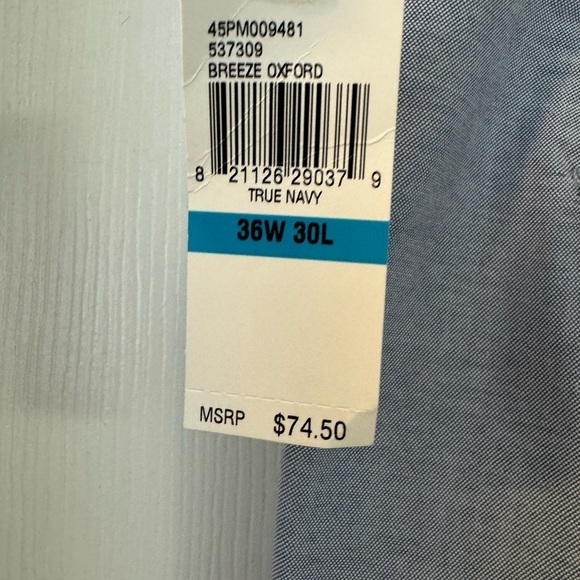 45PM009481
537309
BREEZE OXFORD
8 21126 29037 9
TRUE NAVY
36W 30L
MSRP $74.50